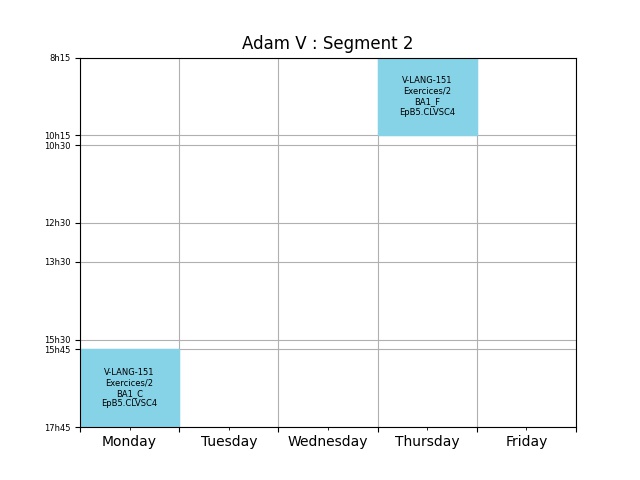 Adam V : Segment 2
8h15
V-LANG-151
Exercices/2
BA1_F
EpB5.CLVSC4
10h15
10h30
12h30
13h30
15h30
15h45
V-LANG-151
Exercices/2
BA1_C
EpB5.CLVSC4
17h45
Monday Tuesday Wednesday Thursday Friday